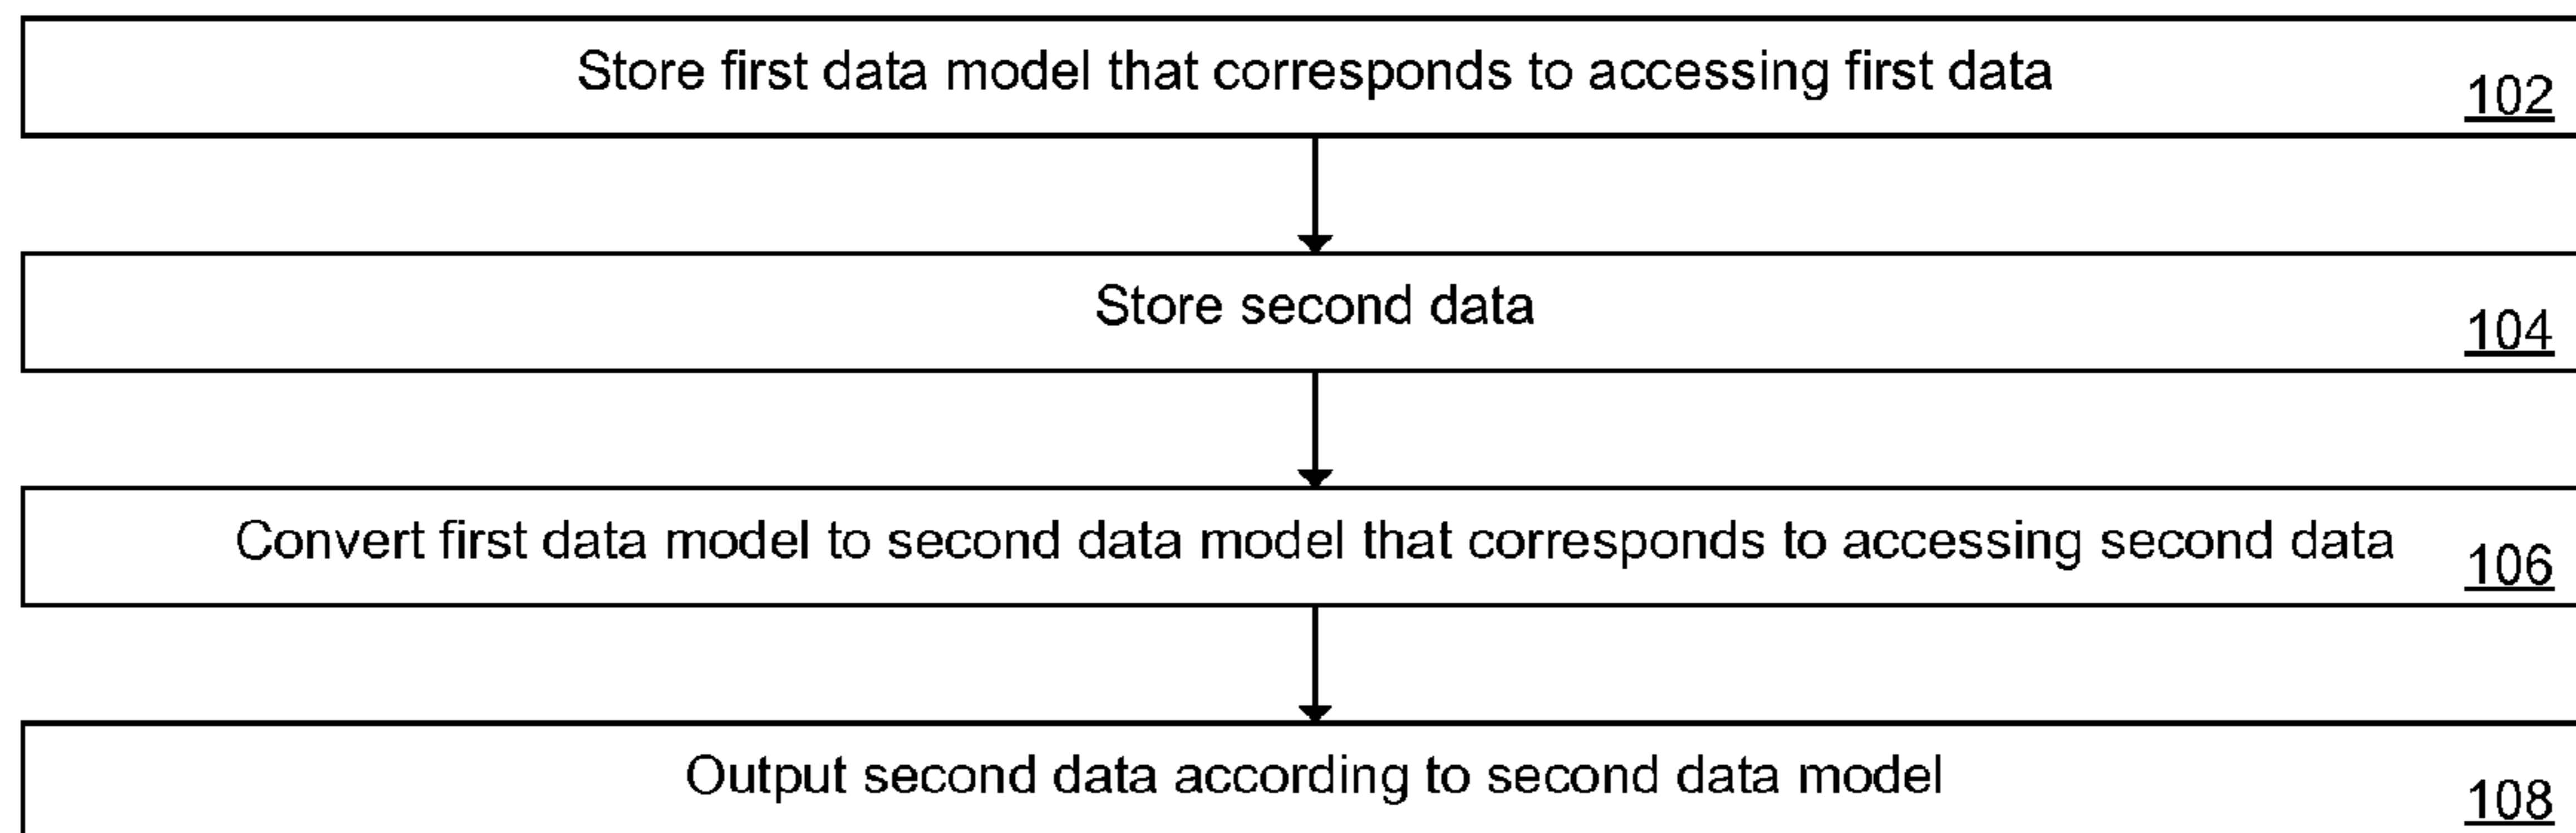 Store first data model that corresponds to accessing first data
102
Store second data
104
Convert first data model to second data model that corresponds to accessing second data
106
Output second data according to second data model
108